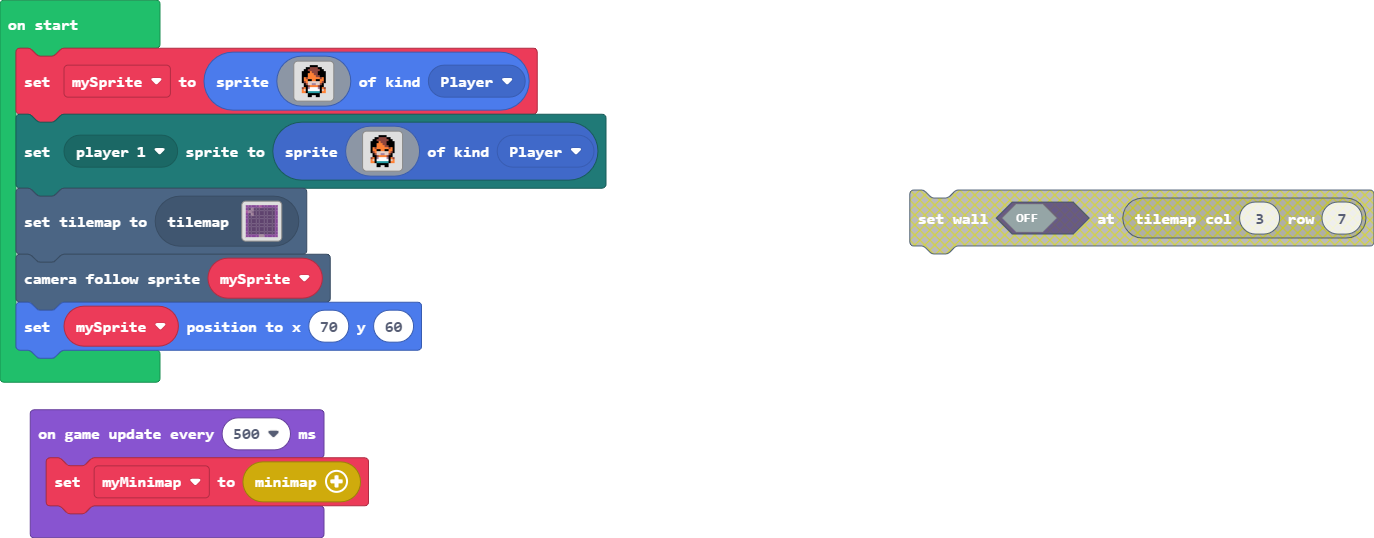 on start
set mySprite to sprite of kind Player
set player 1 sprite to sprite of kind Player
set tilemap to tilemap
set wall OFF at tilemap col 3 row 7
camera follow sprite mySprite
set mySprite position to x 70 y 60
on game update every 500 ms
set myMinimap to minimap